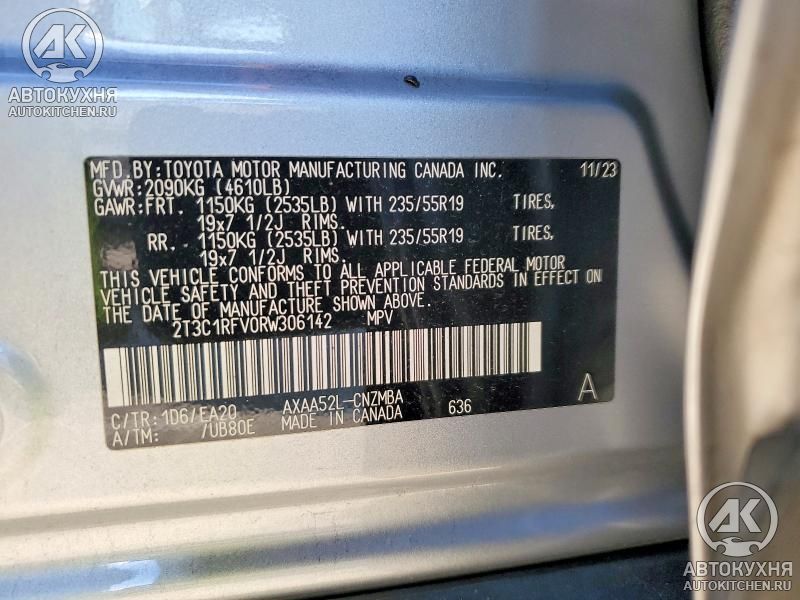 AK
АВТОКУХНЯ
AUTOKITCHEN.RU
MFD.BY:TOYOTA MOTOR MANUFACTURING CANADA INC. 11/23
GVWR:2090KG (4610LB)
GAWR:FRT. 1150KG (2535LB) WITH 235/55R19 TIRES,
19x7 1/2J RIMS.
RR. 1150KG (2535LB) WITH 235/55R19 TIRES,
19x7 1/2J RIMS.
THIS VEHICLE CONFORMS TO ALL APPLICABLE FEDERAL MOTOR
VEHICLE SAFETY AND THEFT PREVENTION STANDARDS IN EFFECT ON
THE DATE OF MANUFACTURE SHOWN ABOVE.
2T3C1RFV0RW306142 MPV
C/TR:1D6/EA20 AXAA52L-CNZMBA A
A/TM: /UB80E MADE IN CANADA 636
AK
АВТОКУХНЯ
AUTOKITCHEN.RU